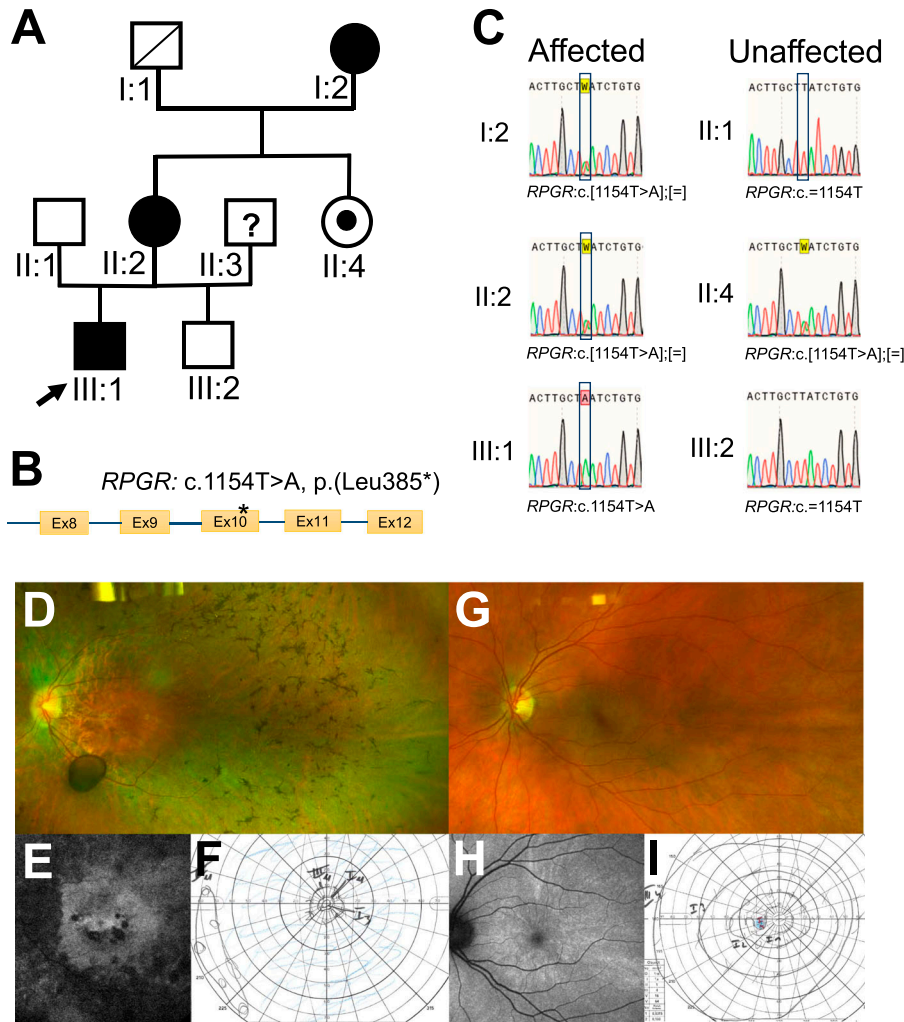 A
I:1
I:2
?
II:1
II:2
II:3
II:4
III:1
III:2
B
RPGR: c.1154T>A, p.(Leu385*)
*
Ex8 Ex9 Ex10 Ex11 Ex12
C
Affected Unaffected
ACTTGCTWATCTGTG
I:2
RPGR:c.[1154T>A];[=]
ACTTGCTTATCTGTG
II:1
RPGR:c.=1154T
ACTTGCTWATCTGTG
II:2
RPGR:c.[1154T>A];[=]
ACTTGCTWATCTGTG
II:4
RPGR:c.[1154T>A];[=]
ACTTGCTAATCTGTG
III:1
RPGR:c.1154T>A
ACTTGCTTATCTGTG
III:2
RPGR:c.=1154T
D
G
E
F
225
315
H
I